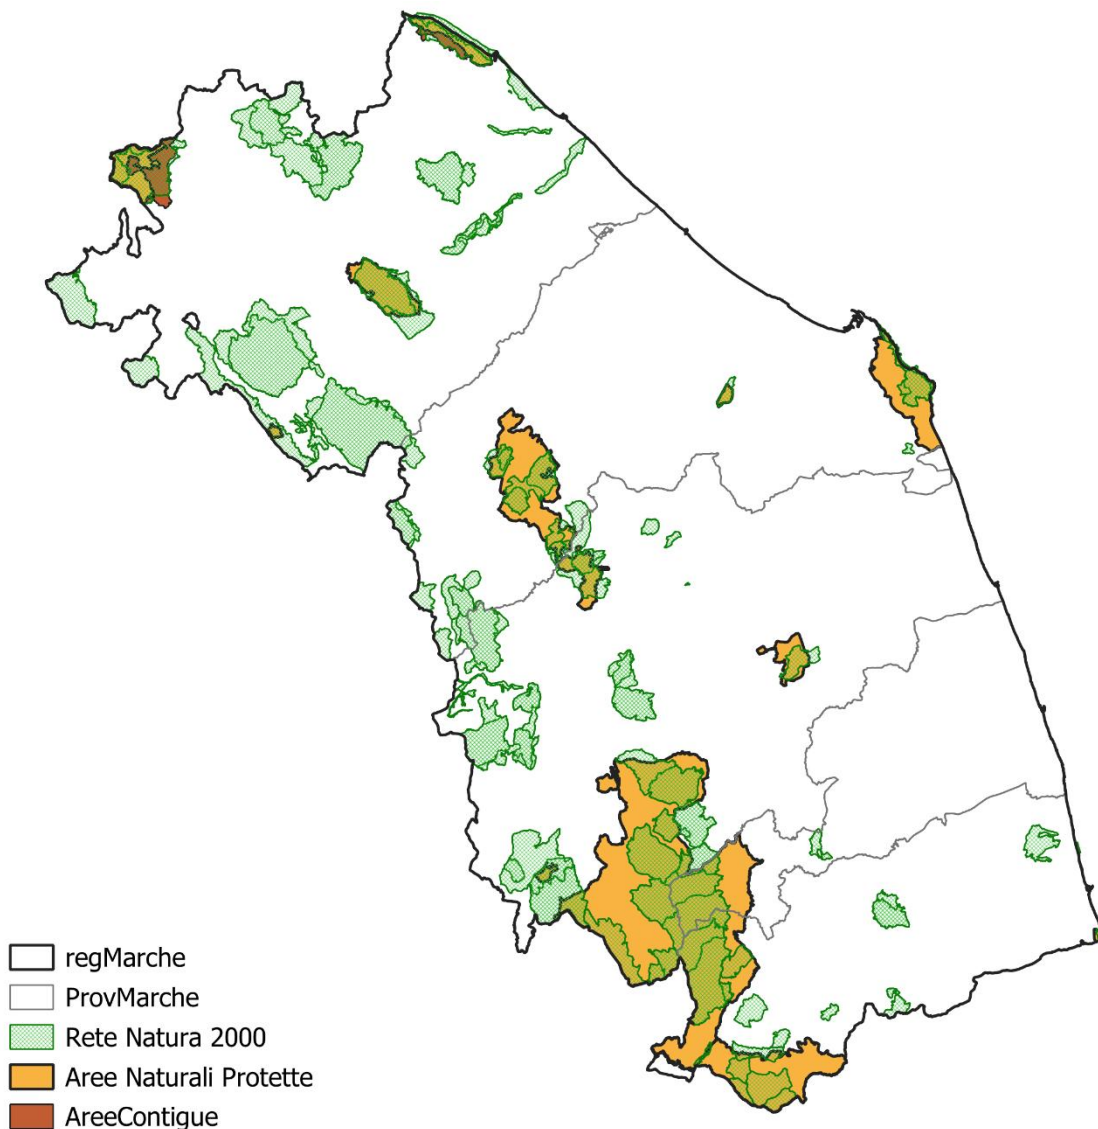 regMarche
ProvMarche
Rete Natura 2000
Aree Naturali Protette
AreeContigue